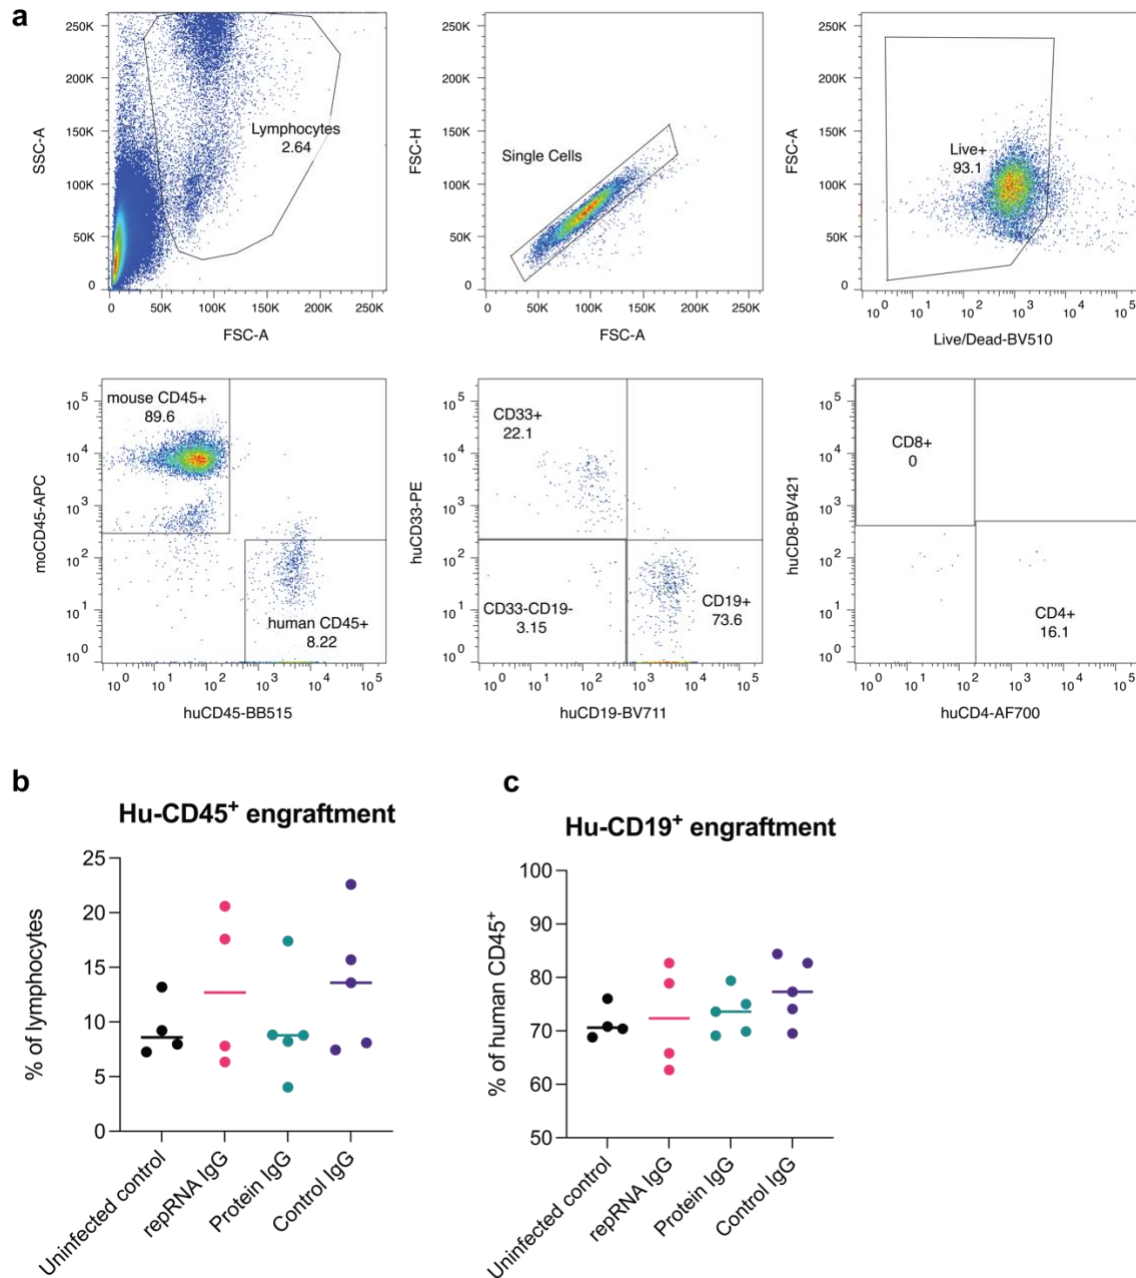 a
250K
200K
150K
100K
50K
0
SSC-A
Lymphocytes
2.64
0 50K 100K 150K 200K 250K
FSC-A
250K
200K
150K
100K
50K
0
FSC-H
Single Cells
0 50K 100K 150K 200K 250K
FSC-A
250K
200K
150K
100K
50K
0
FSC-A
Live+
93.1
10^0 10^1 10^2 10^3 10^4 10^5
Live/Dead-BV510
10^5
10^4
10^3
10^2
10^1
10^0
moCD45-APC
mouse CD45+
89.6
human CD45+
8.22
10^0 10^1 10^2 10^3 10^4 10^5
huCD45-BB515
10^5
10^4
10^3
10^2
10^1
10^0
huCD33-PE
CD33+
22.1
CD33-CD19-
3.15
CD19+
73.6
10^0 10^1 10^2 10^3 10^4 10^5
huCD19-BV711
10^5
10^4
10^3
10^2
10^1
10^0
huCD8-BV421
CD8+
0
CD4+
16.1
10^0 10^1 10^2 10^3 10^4 10^5
huCD4-AF700
b
Hu-CD45+ engraftment
25
20
15
10
5
0
% of lymphocytes
Uninfected control
repRNA IgG
Protein IgG
Control IgG
c
Hu-CD19+ engraftment
100
90
80
70
60
50
% of human CD45+
Uninfected control
repRNA IgG
Protein IgG
Control IgG